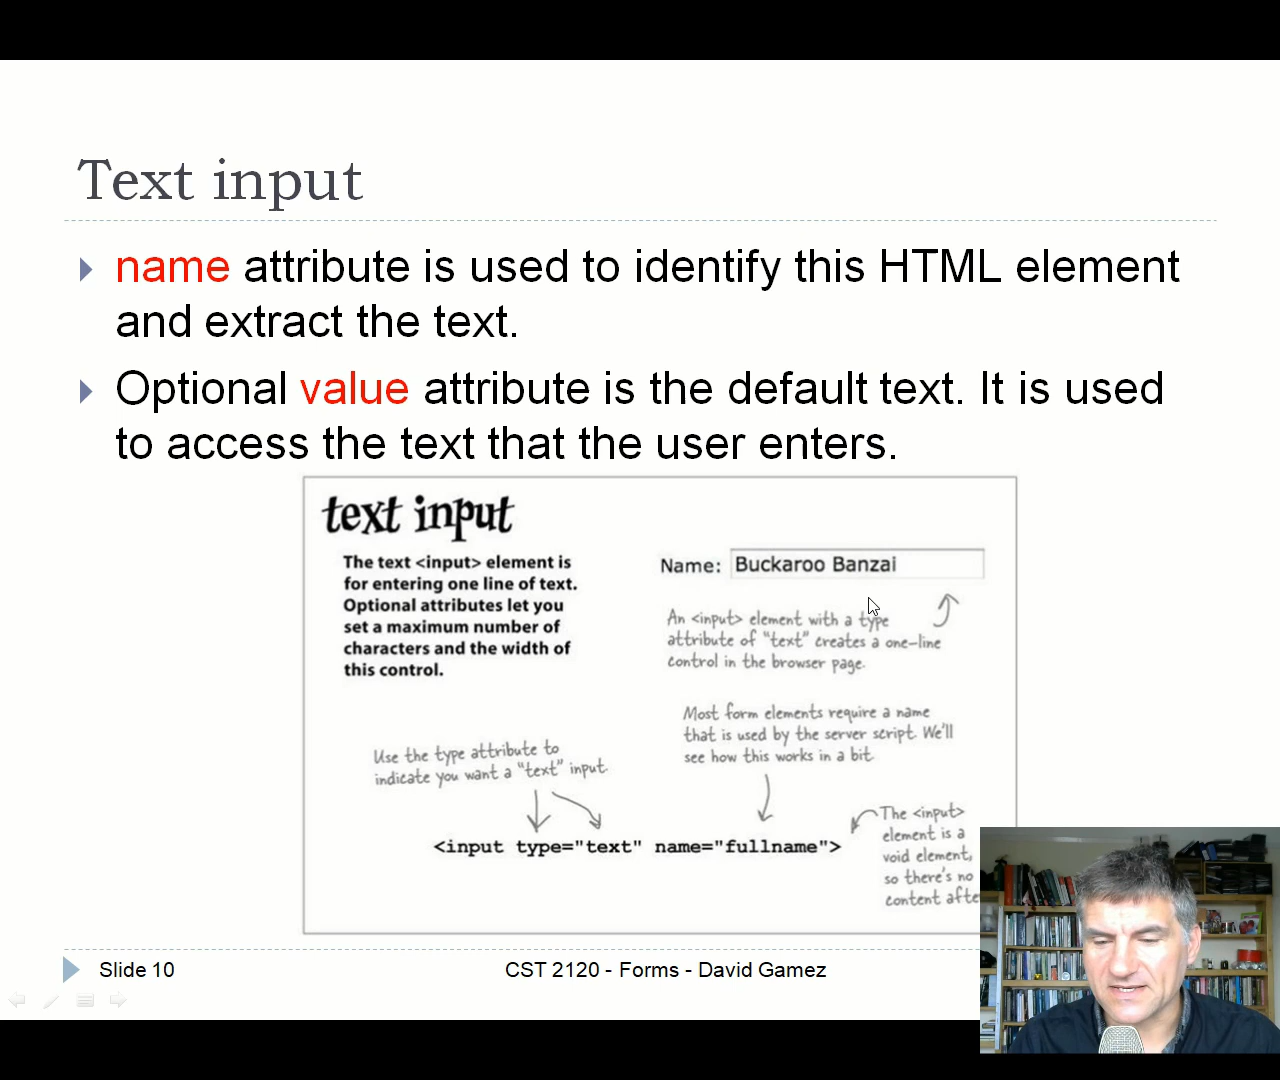 Text input
name attribute is used to identify this HTML element
and extract the text.
Optional value attribute is the default text. It is used
to access the text that the user enters.
text input
The text <input> element is
for entering one line of text.
Optional attributes let you
set a maximum number of
characters and the width of
this control.
Name: Buckaroo Banzai
An <input> element with a type
attribute of "text" creates a one-line
control in the browser page.
Most form elements require a name
that is used by the server script. We'll
see how this works in a bit.
Use the type attribute to
indicate you want a "text" input.
<input type="text" name="fullname">
The <input>
element is a
void element,
so there's no
content afte
Slide 10
CST 2120 - Forms - David Gamez